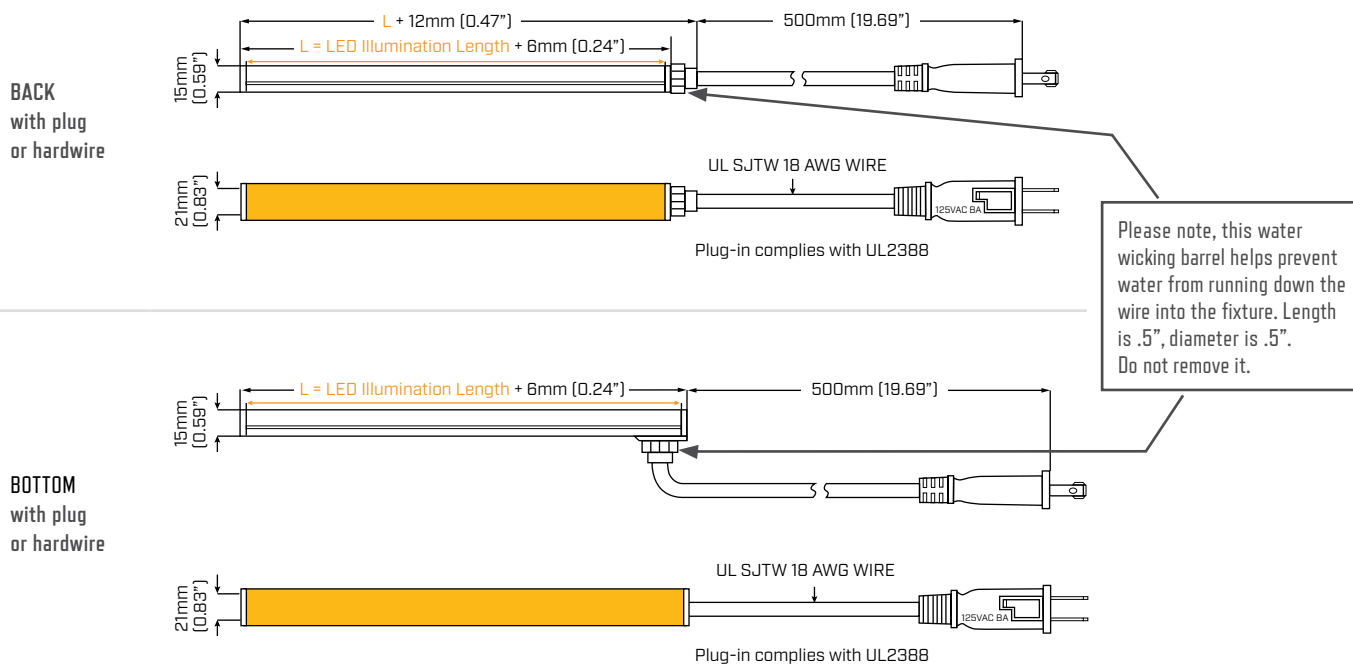 L + 12mm (0.47”)
500mm (19.69”)
L = LED Illumination Length + 6mm (0.24”)
15mm
(0.59”)
BACK
with plug
or hardwire
UL SJTW 18 AWG WIRE
21mm
(0.83”)
125VAC 8A
Plug-in complies with UL2388
Please note, this water
wicking barrel helps prevent
water from running down the
wire into the fixture. Length
is .5”, diameter is .5”.
Do not remove it.
L = LED Illumination Length + 6mm (0.24”)
500mm (19.69”)
15mm
(0.59”)
BOTTOM
with plug
or hardwire
UL SJTW 18 AWG WIRE
21mm
(0.83”)
125VAC 8A
Plug-in complies with UL2388